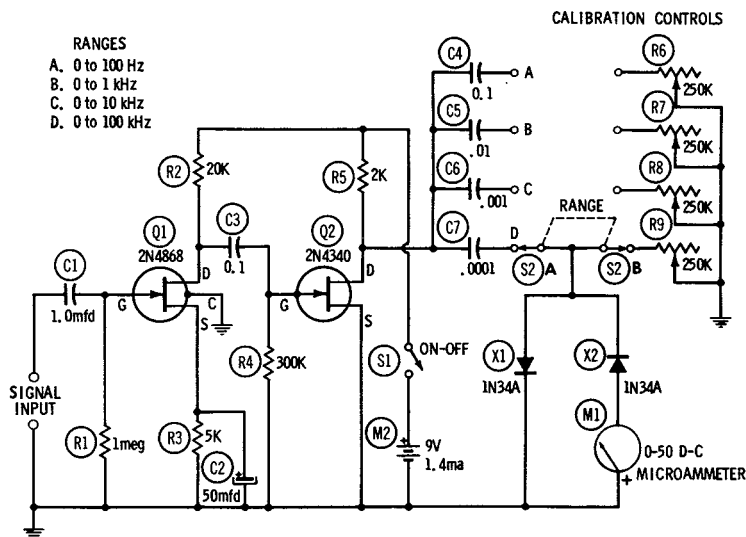 CALIBRATION CONTROLS
RANGES
A. 0 to 100 Hz
B. 0 to 1 kHz
C. 0 to 10 kHz
D. 0 to 100 kHz
C4
0.1
A
R6
250K
C5
.01
B
R7
250K
C6
.001
C
R8
250K
C7
.0001
D
RANGE
S2 A
S2 B
R9
250K
R2
20K
R5
2K
Q1
2N4868
C3
0.1
Q2
2N4340
C1
1.0mfd
G
D
C
S
G
D
S
R4
300K
S1
ON-OFF
X1
1N34A
X2
1N34A
SIGNAL
INPUT
R1
1meg
R3
5K
C2
+
50mfd
M2
+
9V
1.4ma
M1
0-50 D-C
MICROAMMETER
+